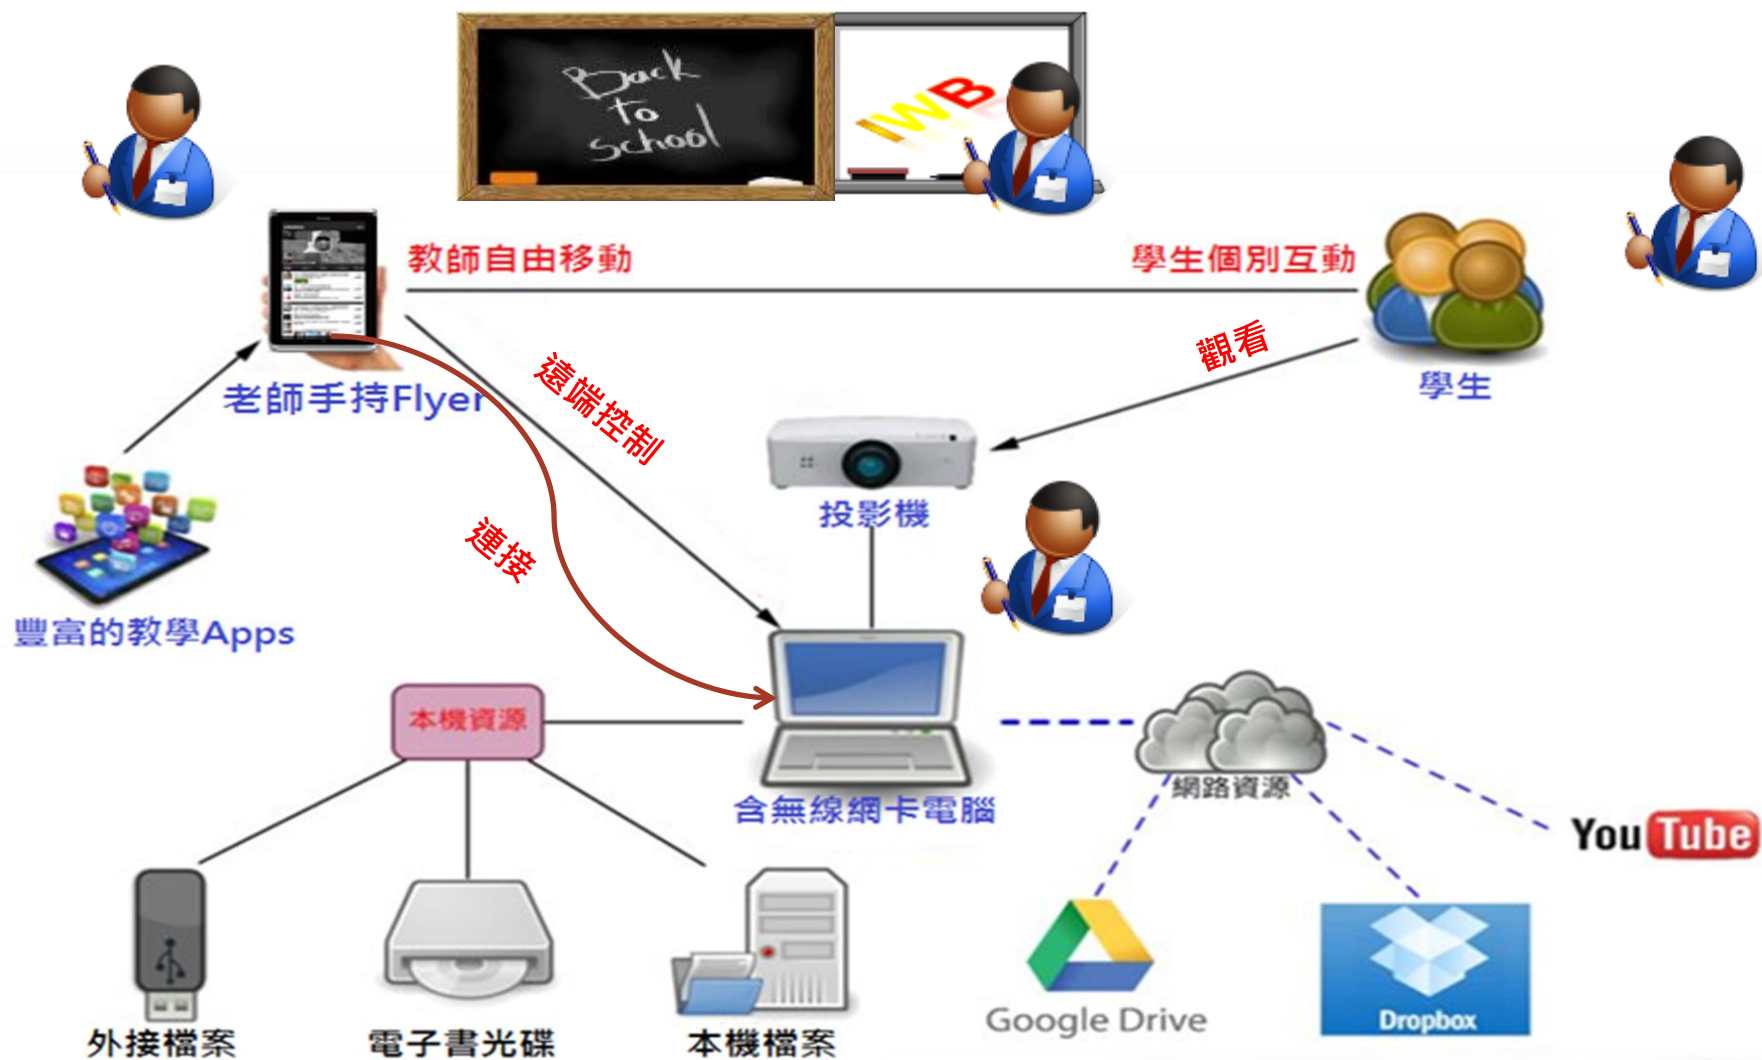 Back
to
school
IWB
教師自由移動
學生個別互動
觀看
遠端控制
老師手持Flyer
學生
投影機
連接
豐富的教學Apps
本機資源
含無線網卡電腦
網路資源
YouTube
Google Drive
Dropbox
外接檔案
電子書光碟
本機檔案